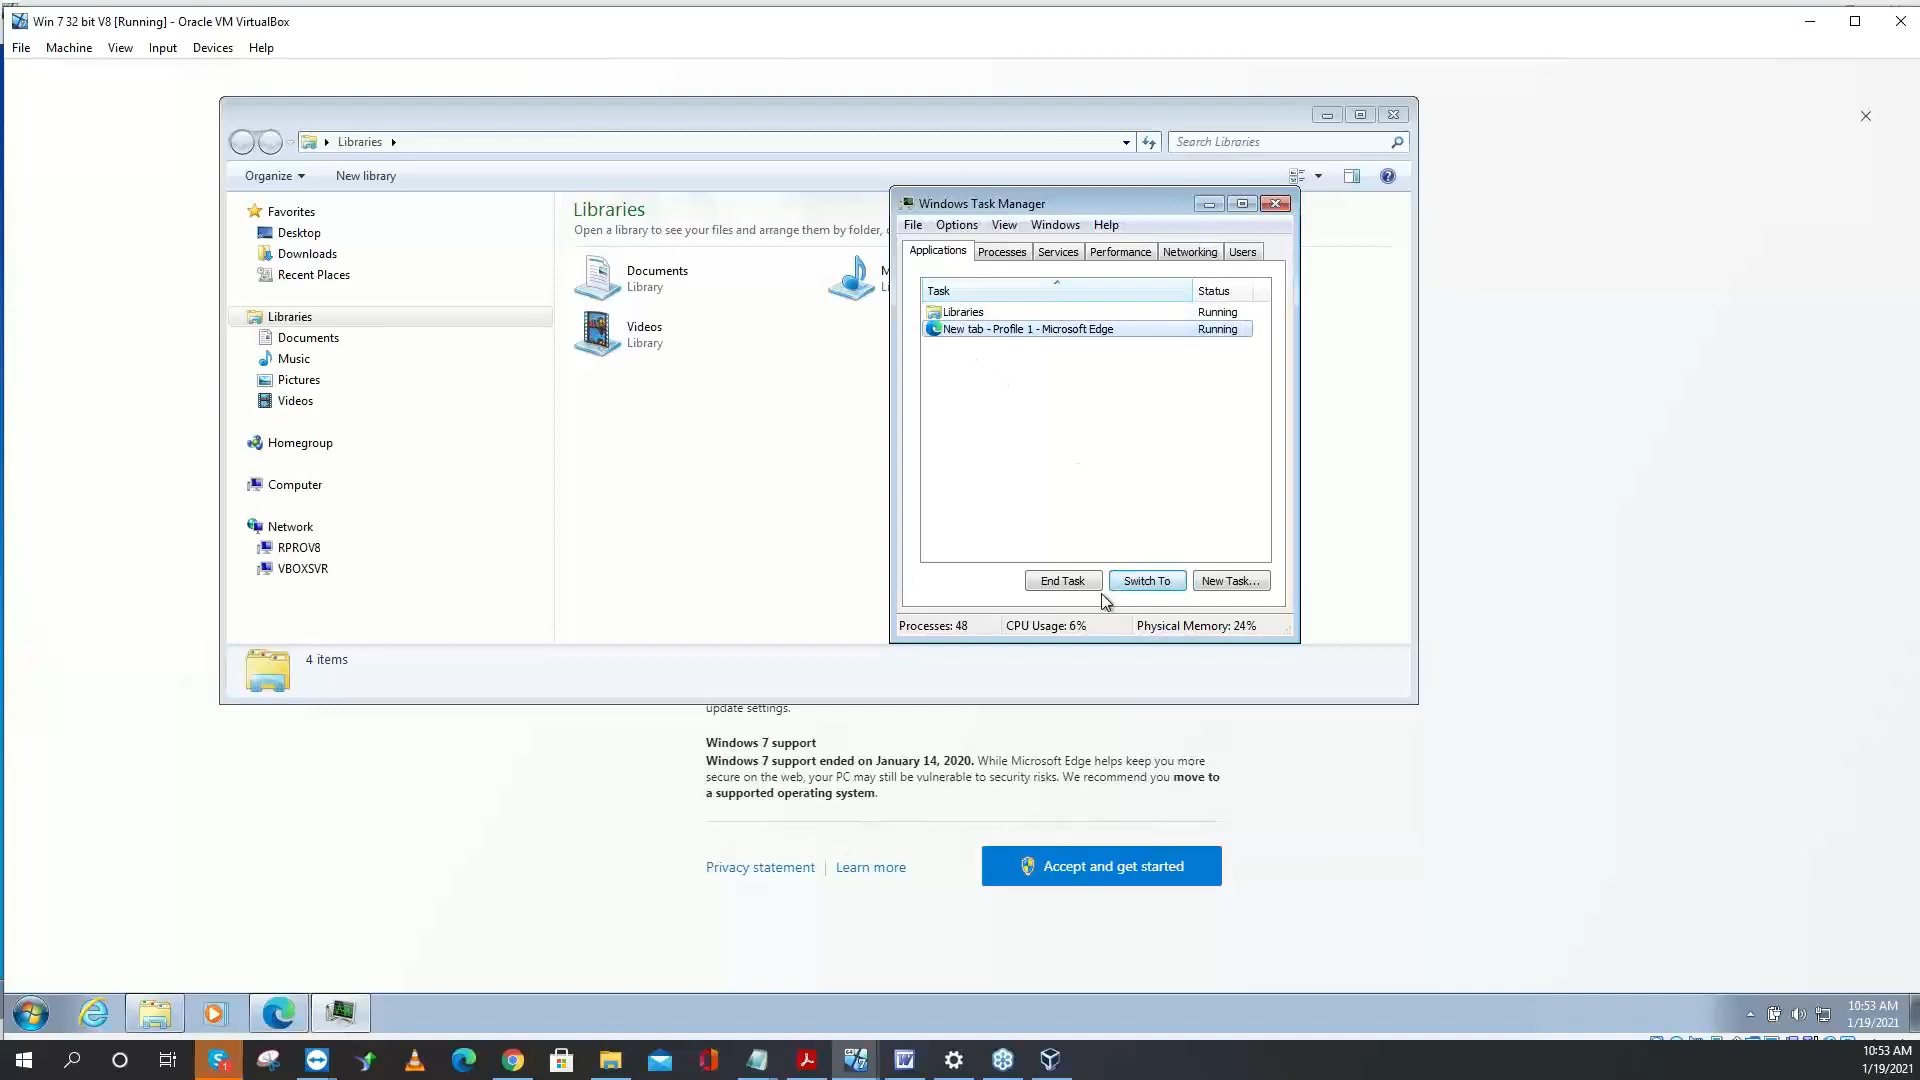 Win 7 32 bit V8 [Running] - Oracle VM VirtualBox
File Machine View Input Devices Help
Libraries
Search Libraries
Organize New library
Favorites
Desktop
Downloads
Recent Places
Libraries
Documents
Music
Pictures
Videos
Homegroup
Computer
Network
RPROV8
VBOXSVR
Libraries
Open a library to see your files and arrange them by folder,
Documents
Library
M
Li
Videos
Library
4 items
Windows Task Manager
File Options View Windows Help
Applications Processes Services Performance Networking Users
Task Status
Libraries Running
New tab - Profile 1 - Microsoft Edge Running
End Task Switch To New Task...
Processes: 48 CPU Usage: 6% Physical Memory: 24%
update settings.
Windows 7 support
Windows 7 support ended on January 14, 2020. While Microsoft Edge helps keep you more
secure on the web, your PC may still be vulnerable to security risks. We recommend you move to
a supported operating system.
Privacy statement | Learn more
Accept and get started
10:53 AM
1/19/2021
10:53 AM
1/19/2021